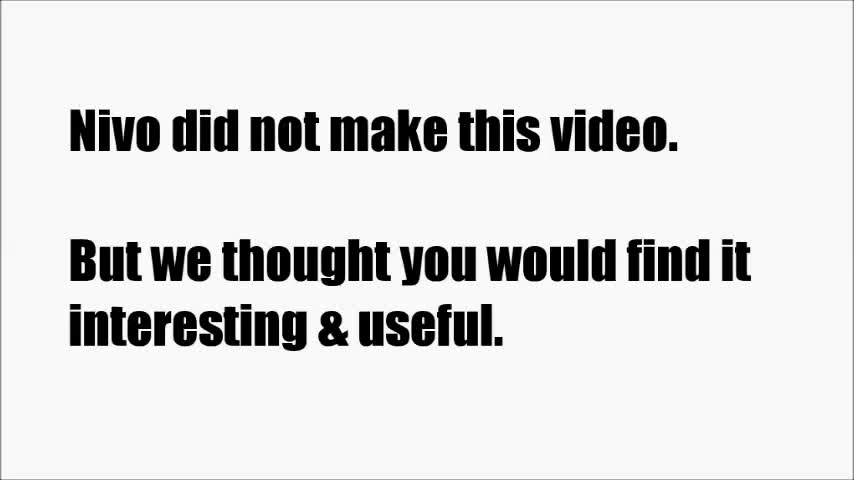 Nivo did not make this video.
But we thought you would find it
interesting & useful.